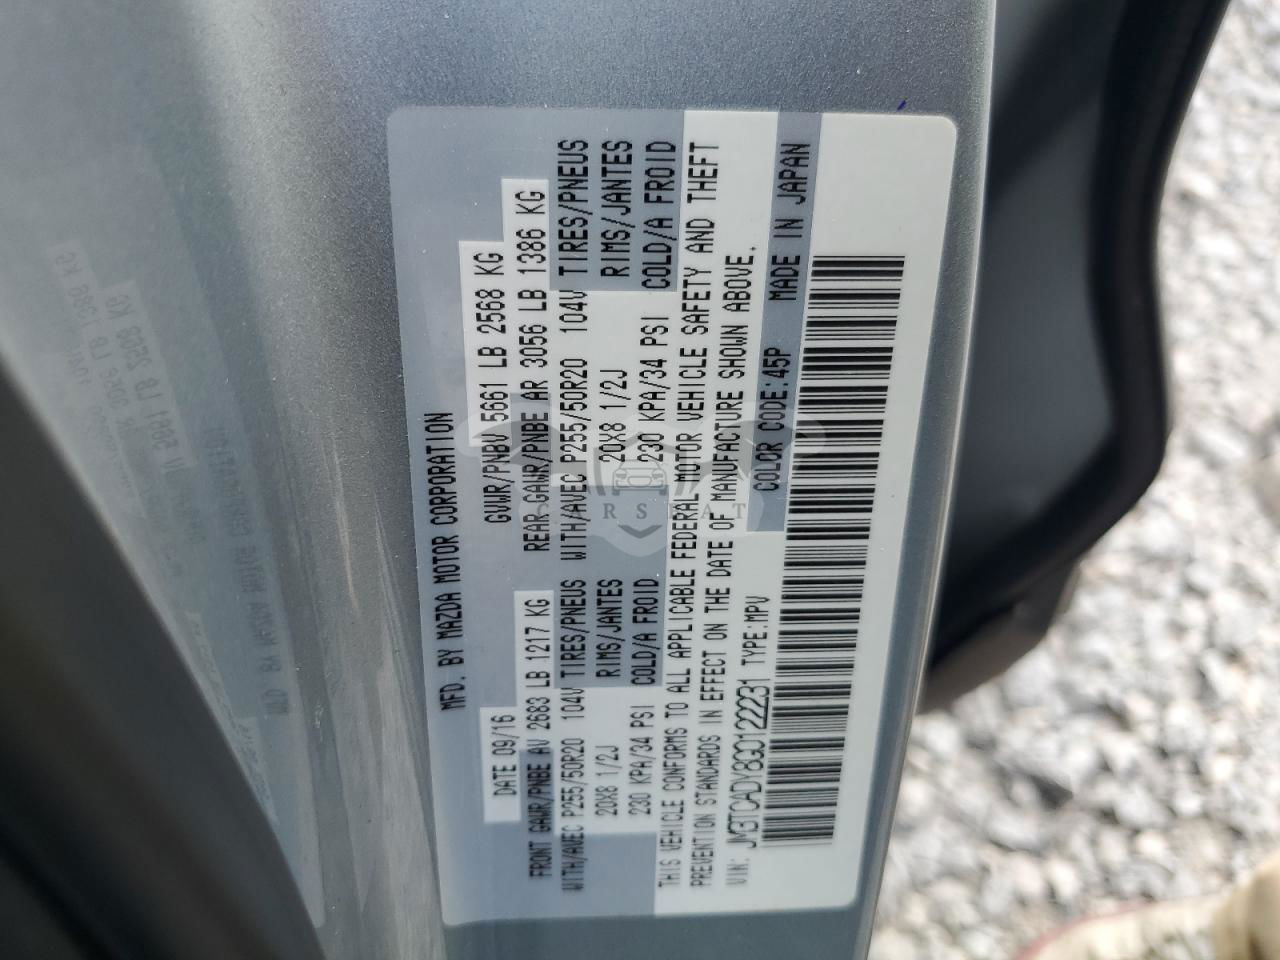 MFD. BY MAZDA MOTOR CORPORATION
DATE 09/16 GVWR/PNBV 5661 LB 2568 KG
FRONT GAWR/PNBE AV 2683 LB 1217 KG REAR GAWR/PNBE AR 3056 LB 1386 KG
WITH/AVEC P255/50R20 104V TIRES/PNEUS WITH/AVEC P255/50R20 104V TIRES/PNEUS
20X8 1/2J RIMS/JANTES 20X8 1/2J RIMS/JANTES
230 KPA/34 PSI COLD/A FROID 230 KPA/34 PSI COLD/A FROID
THIS VEHICLE CONFORMS TO ALL APPLICABLE FEDERAL MOTOR VEHICLE SAFETY AND THEFT
PREVENTION STANDARDS IN EFFECT ON THE DATE OF MANUFACTURE SHOWN ABOVE.
VIN: JM3TCADY8G0122231 TYPE:MPV COLOR CODE:45P MADE IN JAPAN
CARSTAT